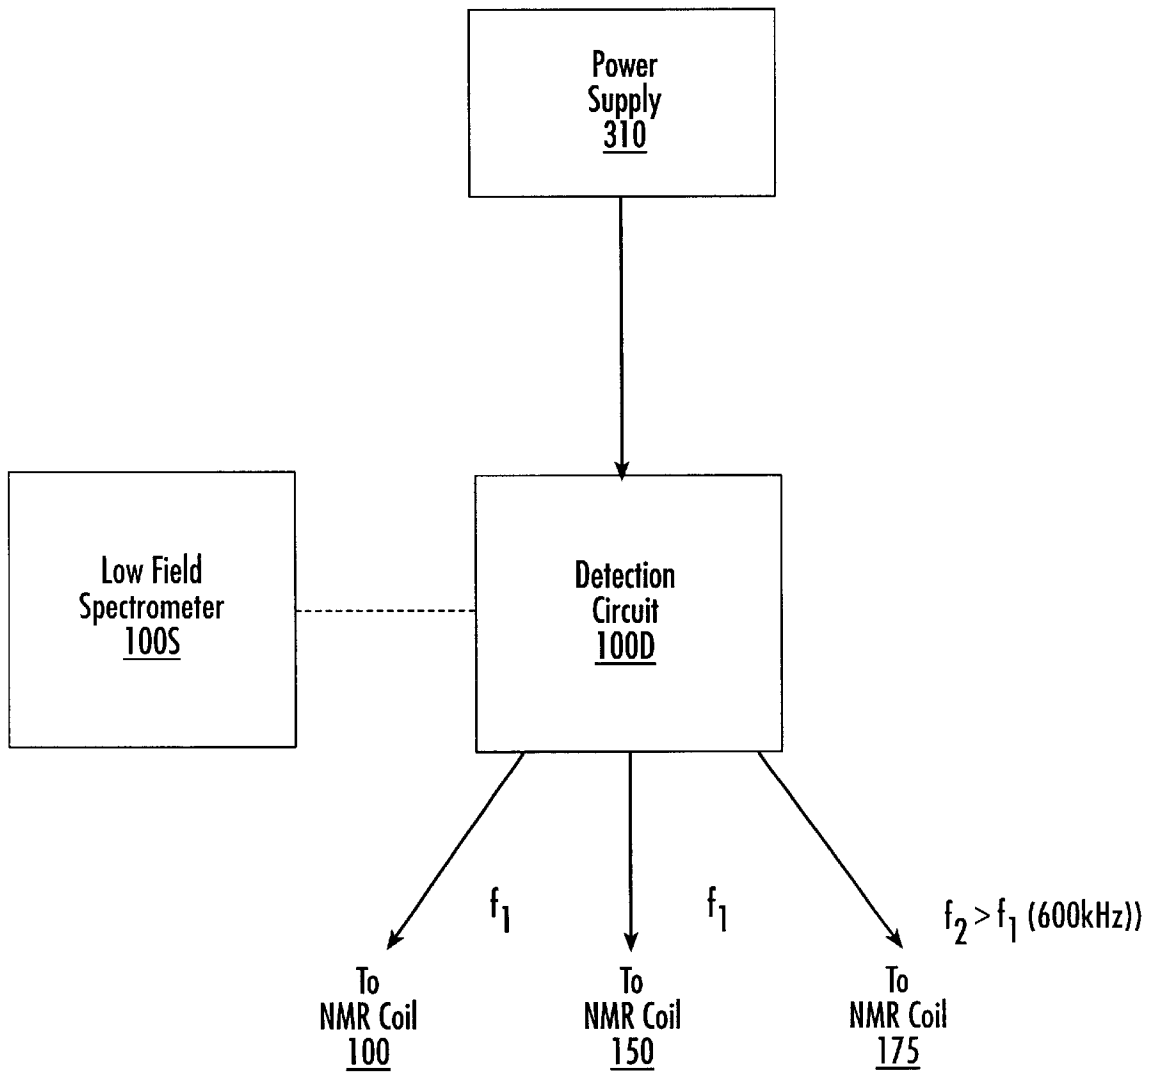 Power
Supply
310
Low Field
Spectrometer
100S
Detection
Circuit
100D
f1
f1
f2 > f1 (600kHz))
To
NMR Coil
100
To
NMR Coil
150
To
NMR Coil
175